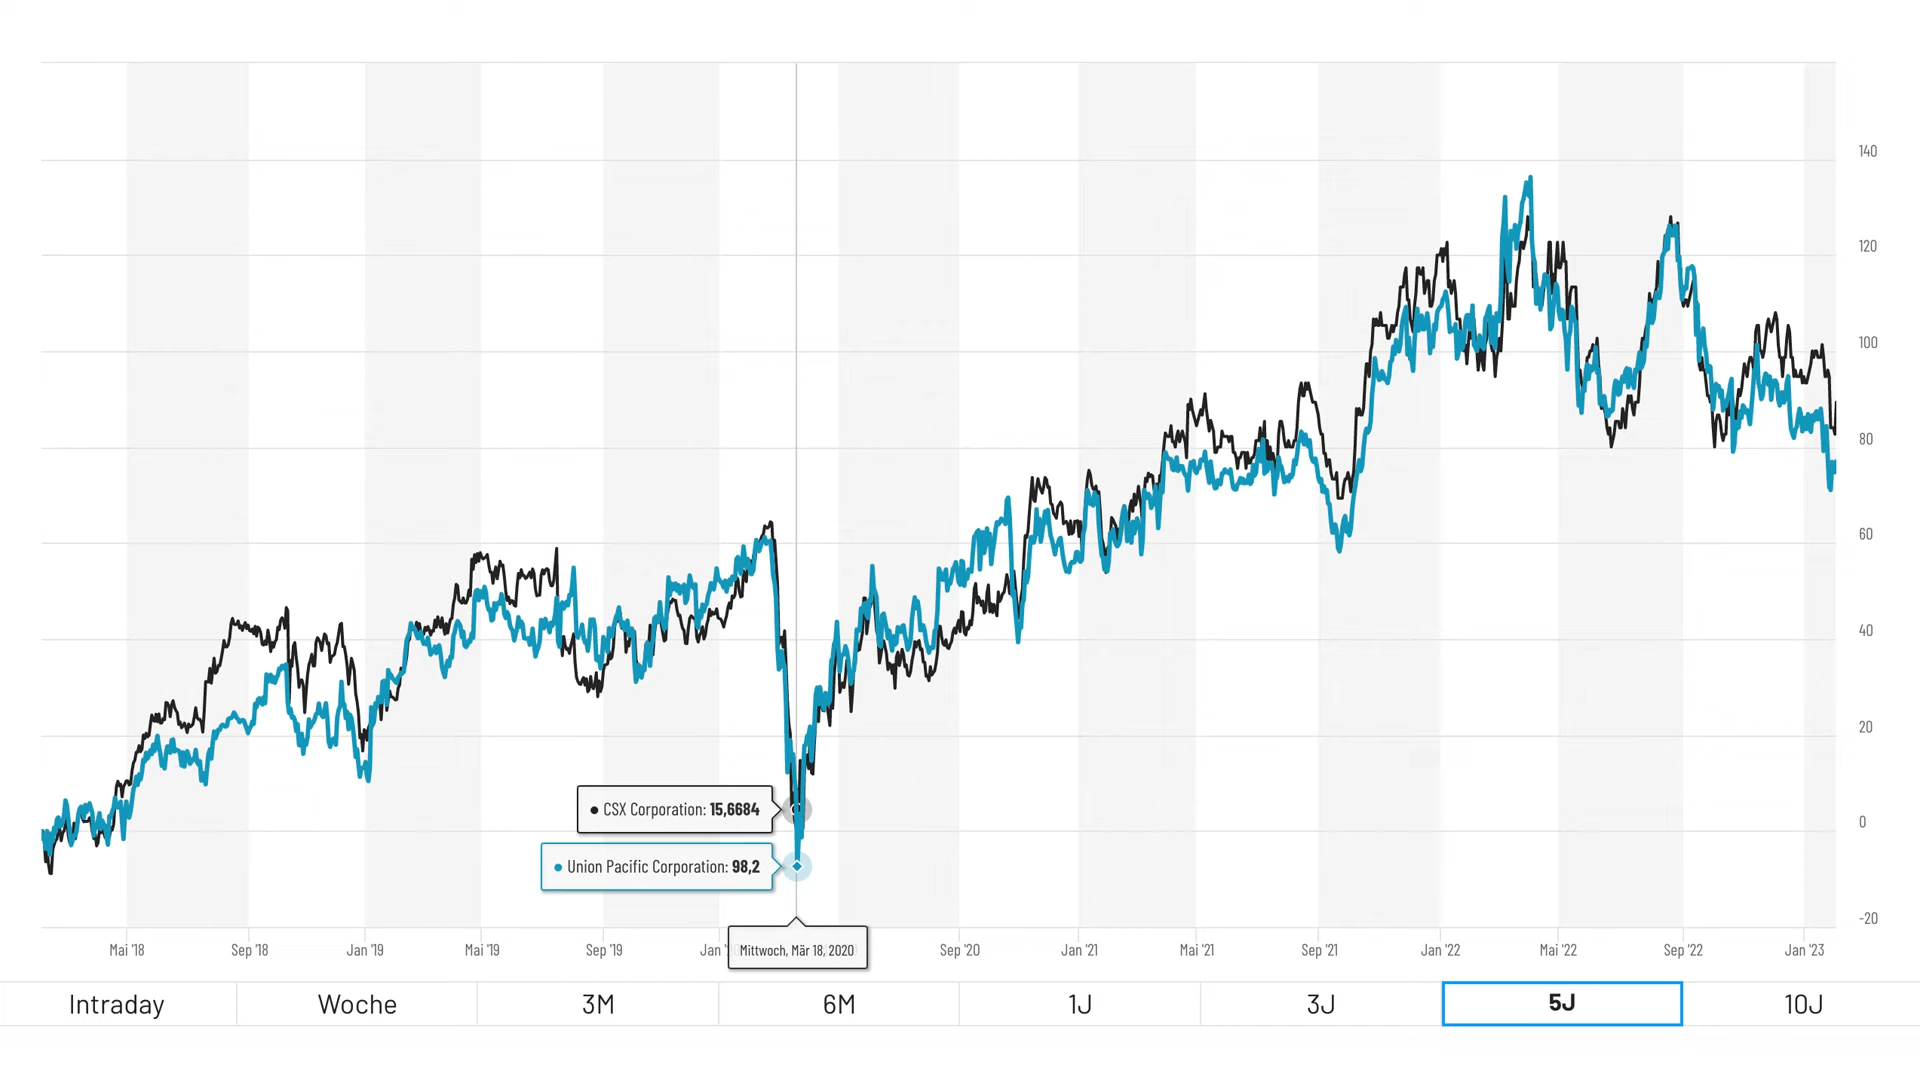 140
120
100
80
60
40
20
0
-20
CSX Corporation: 15,6684
Union Pacific Corporation: 98,2
Mai '18 Sep '18 Jan '19 Mai '19 Sep '19 Jan '20 Mittwoch, Mär 18, 2020 Sep '20 Jan '21 Mai '21 Sep '21 Jan '22 Mai '22 Sep '22 Jan '23
Intraday Woche 3M 6M 1J 3J 5J 10J